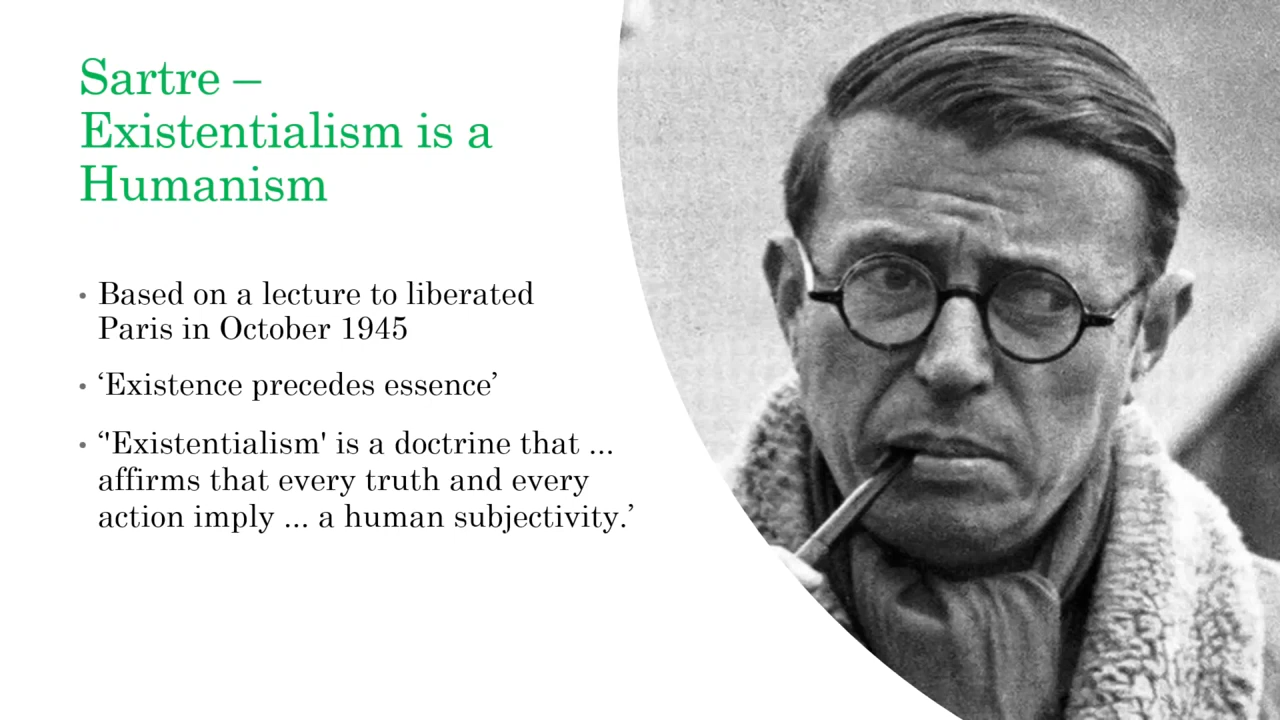 Sartre –
Existentialism is a
Humanism
• Based on a lecture to liberated
Paris in October 1945
• ‘Existence precedes essence’
• ‘'Existentialism' is a doctrine that ...
affirms that every truth and every
action imply ... a human subjectivity.’